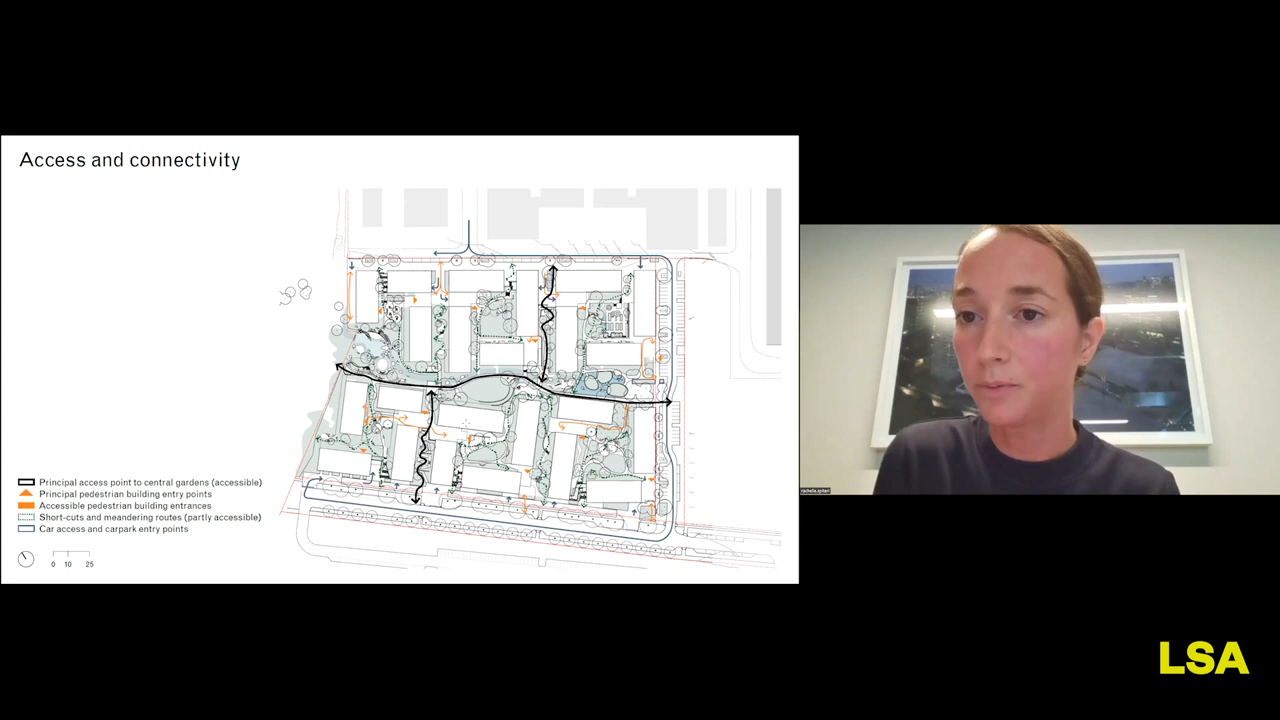 Access and connectivity
Principal access point to central gardens (accessible)
Principal pedestrian building entry points
Accessible pedestrian building entrances
Short-cuts and meandering routes (partly accessible)
Car access and carpark entry points
0 10 25
LSA